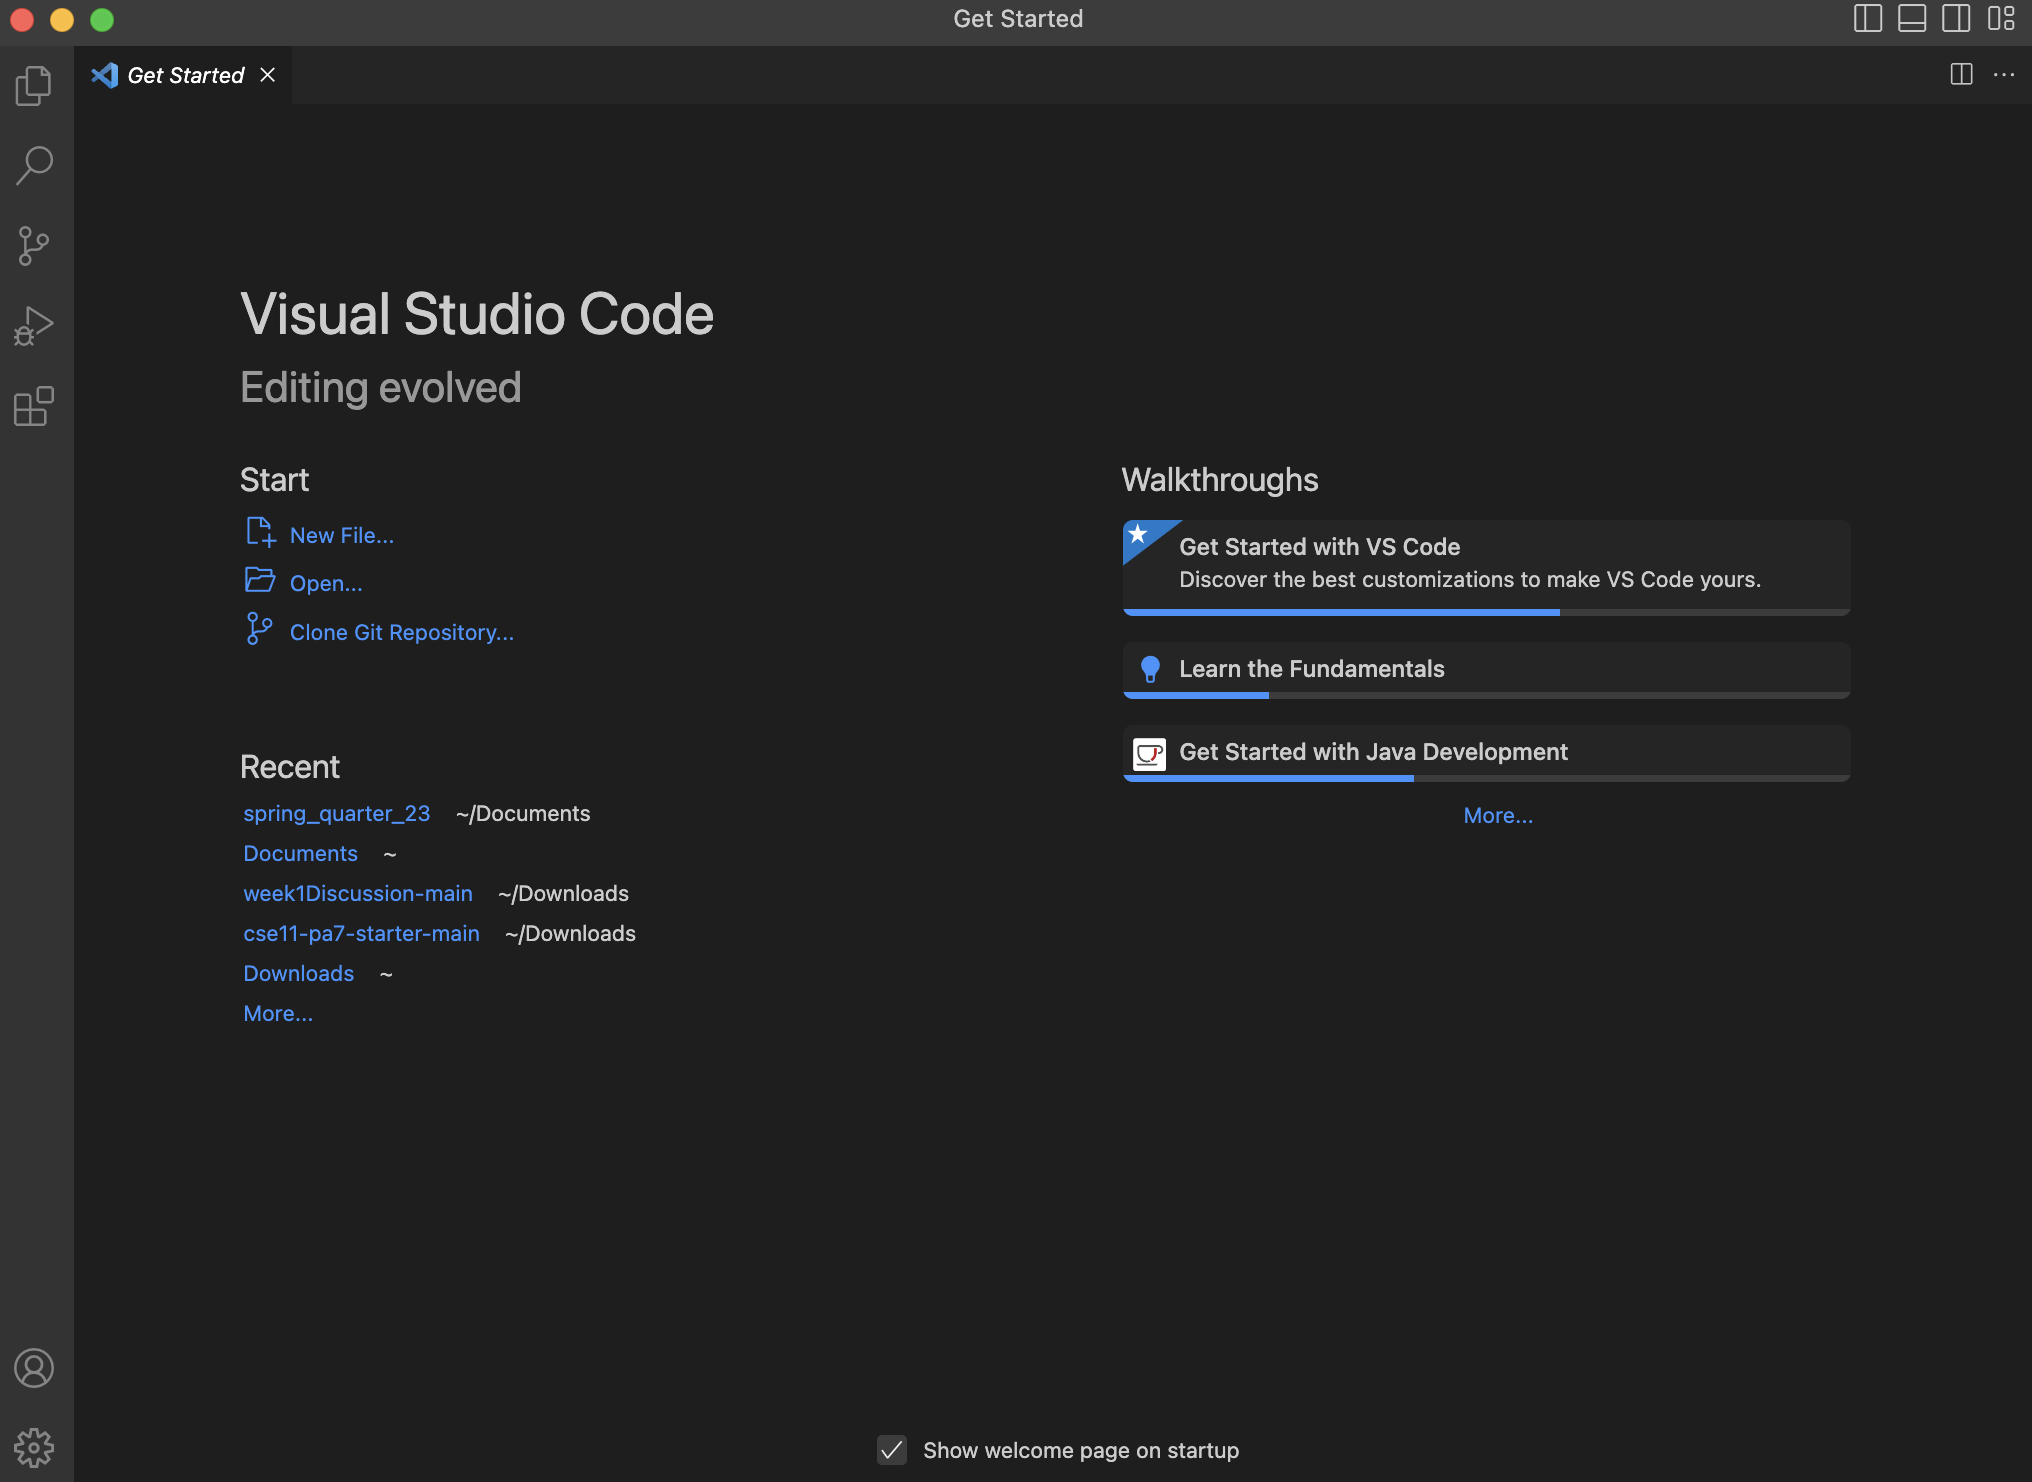 Get Started
Get Started
Visual Studio Code
Editing evolved
Start
New File...
Open...
Clone Git Repository...
Recent
spring_quarter_23 ~/Documents
Documents ~
week1Discussion-main ~/Downloads
cse11-pa7-starter-main ~/Downloads
Downloads ~
More...
Walkthroughs
Get Started with VS Code
Discover the best customizations to make VS Code yours.
Learn the Fundamentals
Get Started with Java Development
More...
Show welcome page on startup